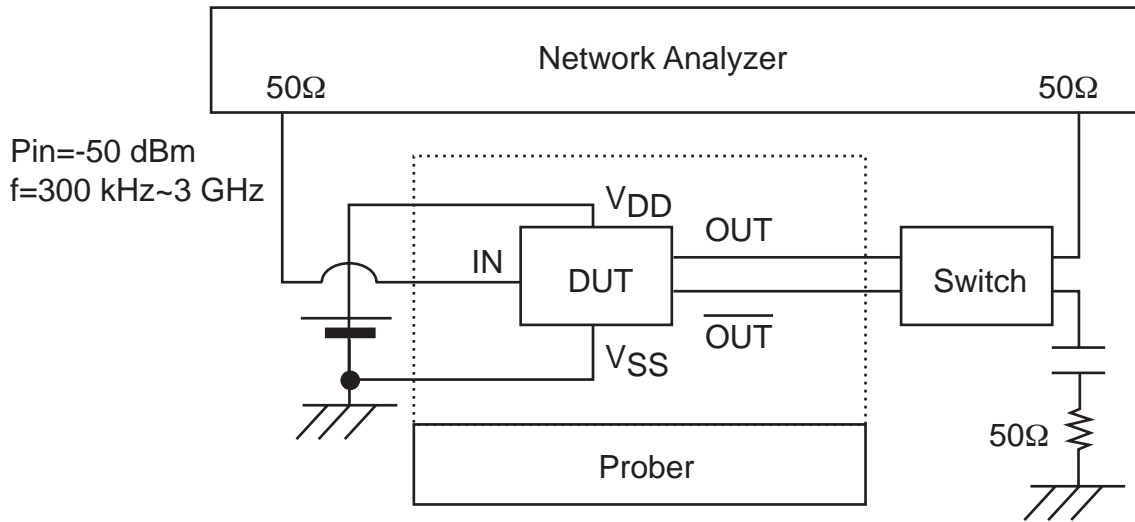 Network Analyzer
50Ω
50Ω
Pin=-50 dBm
f=300 kHz~3 GHz
VDD
OUT
IN
DUT
Switch
OUT
VSS
50Ω
Prober